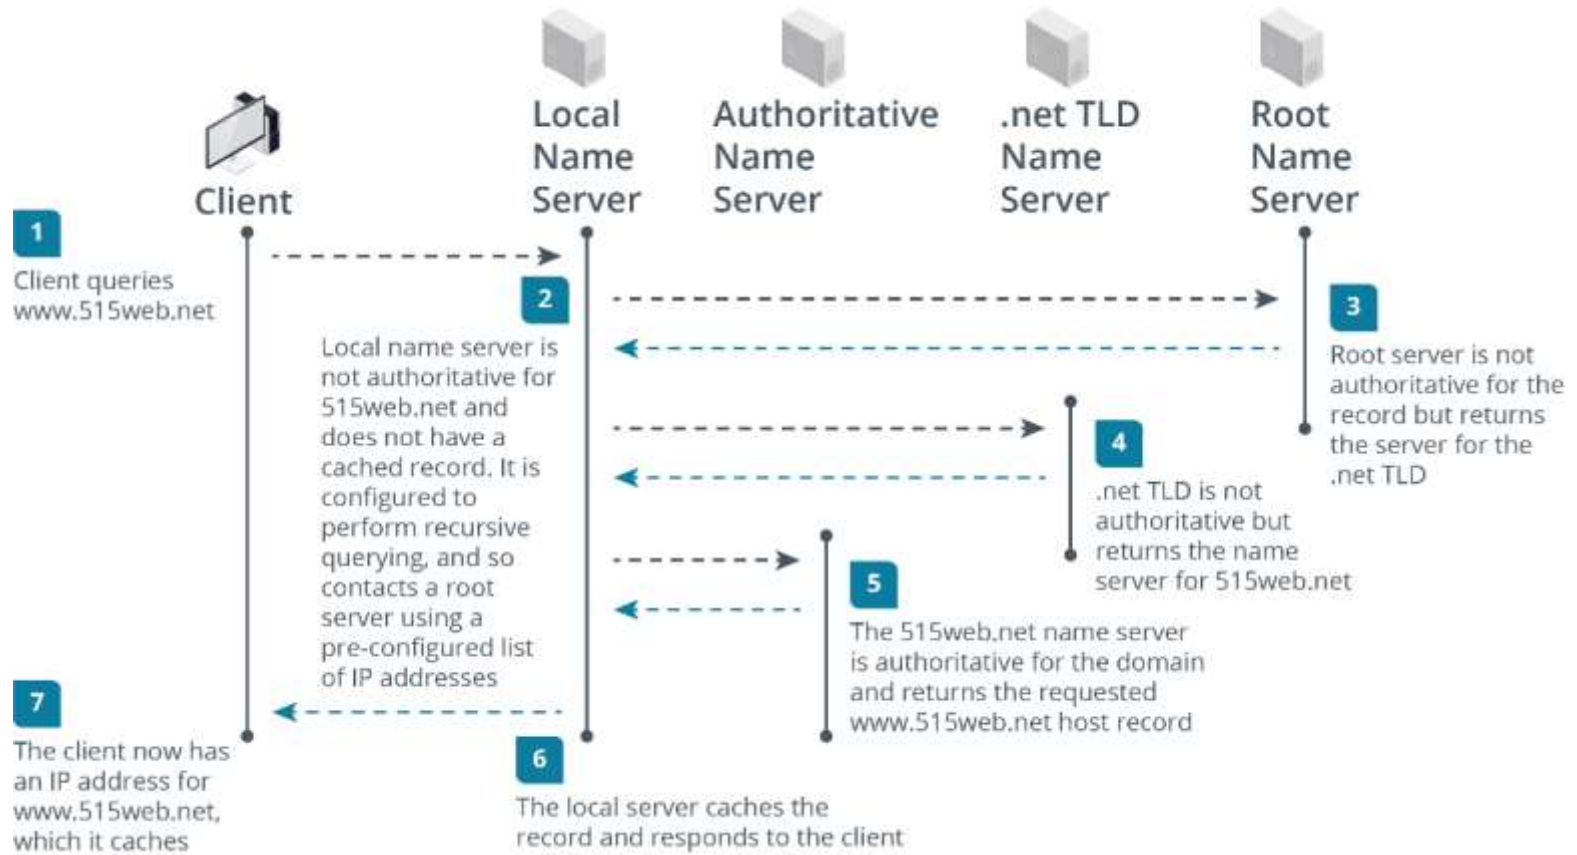 Client
Local
Name
Server
Authoritative
Name
Server
.net TLD
Name
Server
Root
Name
Server
1
Client queries
www.515web.net
2
Local name server is
not authoritative for
515web.net and
does not have a
cached record. It is
configured to
perform recursive
querying, and so
contacts a root
server using a
pre-configured list
of IP addresses
3
Root server is not
authoritative for the
record but returns
the server for the
.net TLD
4
.net TLD is not
authoritative but
returns the name
server for 515web.net
5
The 515web.net name server
is authoritative for the domain
and returns the requested
www.515web.net host record
6
The local server caches the
record and responds to the client
7
The client now has
an IP address for
www.515web.net,
which it caches